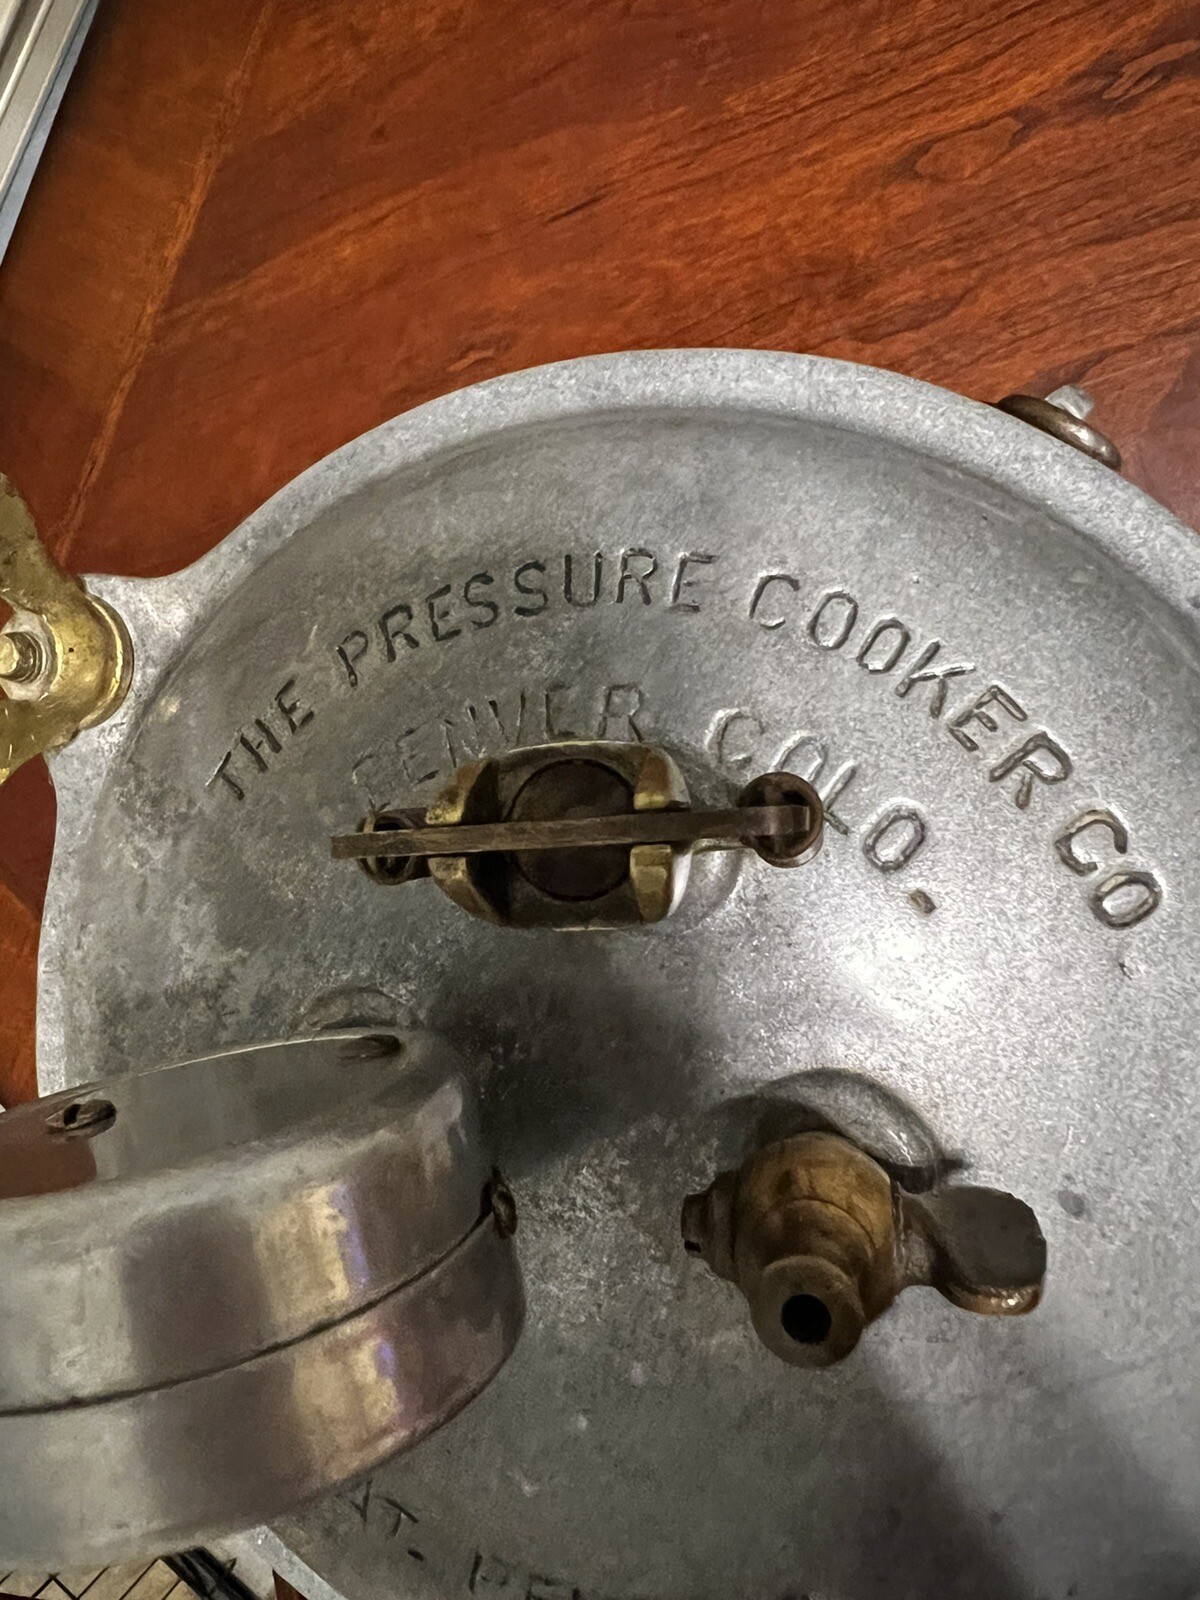 THE PRESSURE COOKER CO
DENVER COLO.